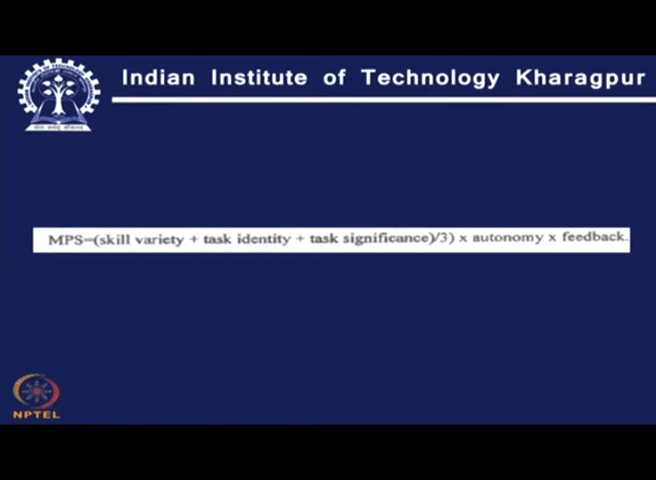 Indian Institute of Technology Kharagpur
MPS=(skill variety + task identity + task significance)/3) x autonomy x feedback.
NPTEL